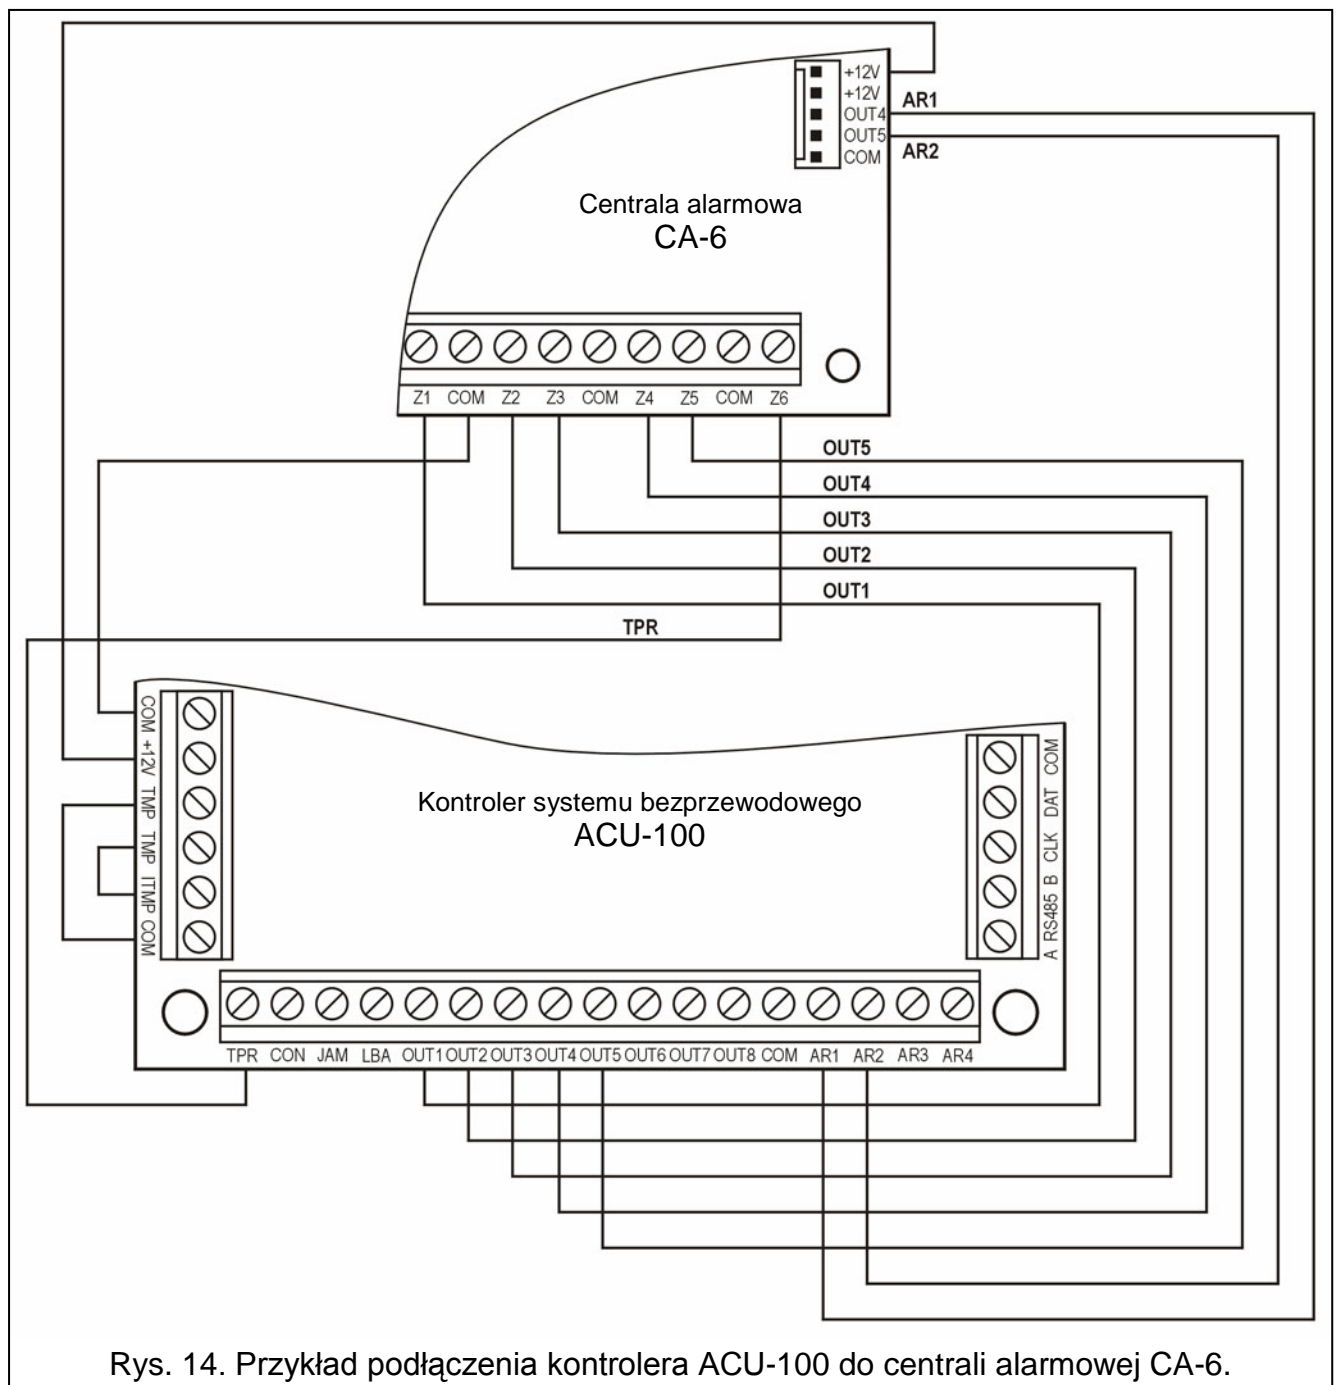 +12V
+12V
AR1
OUT4
OUT5
AR2
COM
Centrala alarmowa
CA-6
Z1 COM Z2 Z3 COM Z4 Z5 COM Z6
OUT5
OUT4
OUT3
OUT2
OUT1
TPR
COM +12V TMP TMP ITMP COM
Kontroler systemu bezprzewodowego
ACU-100
A RS485 B CLK DAT COM
TPR CON JAM LBA OUT1 OUT2 OUT3 OUT4 OUT5 OUT6 OUT7 OUT8 COM AR1 AR2 AR3 AR4
Rys. 14. Przykład podłączenia kontrolera ACU-100 do centrali alarmowej CA-6.